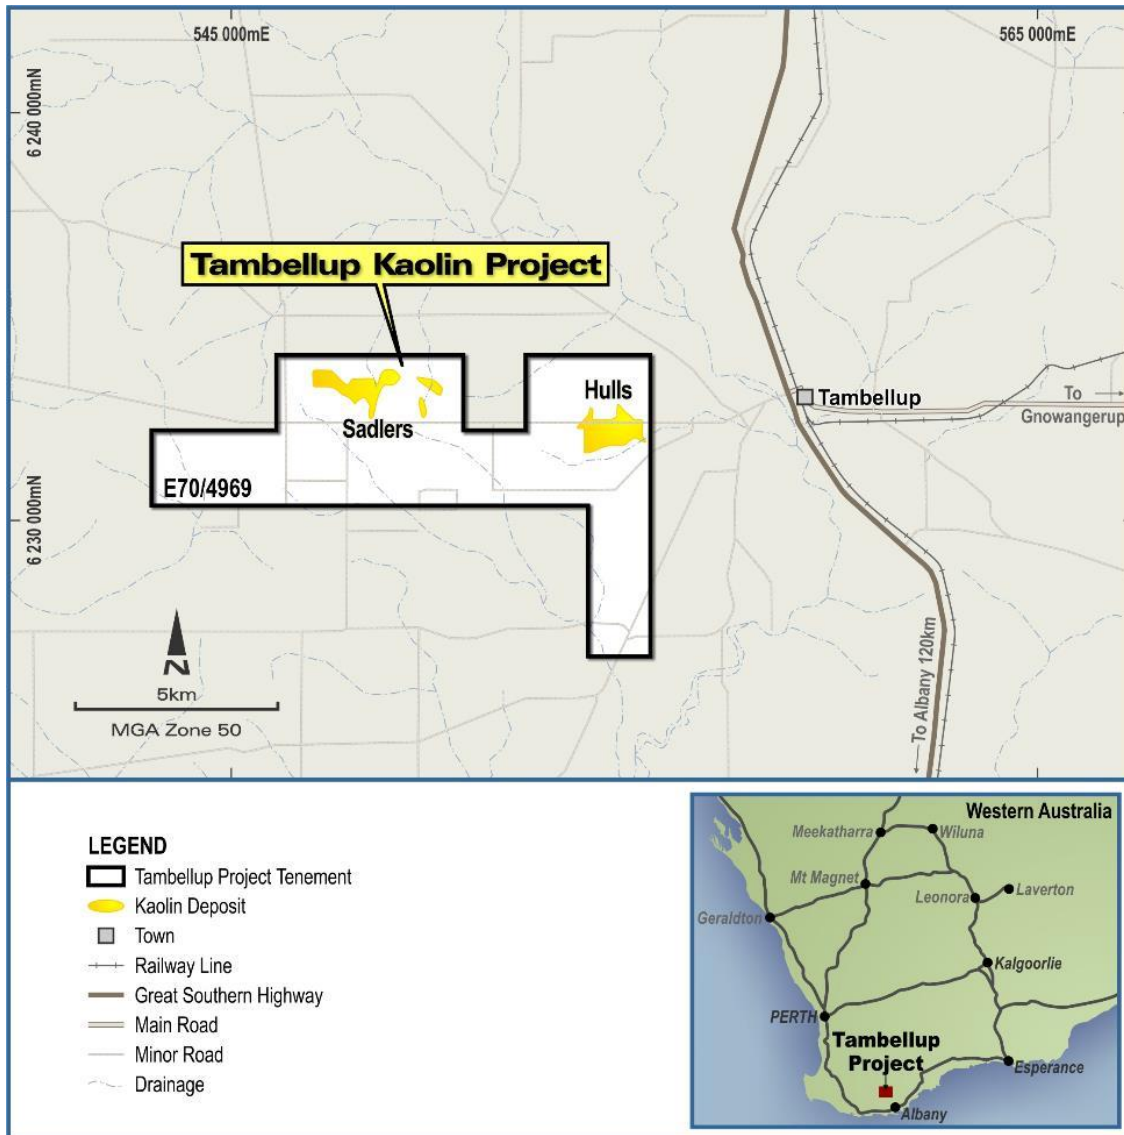 545 000mE
565 000mE
6 240 000mN
Tambellup Kaolin Project
Hulls
Tambellup
To
Gnowangerup
Sadlers
E70/4969
6 230 000mN
N
5km
MGA Zone 50
To Albany 120km
LEGEND
Tambellup Project Tenement
Kaolin Deposit
Town
Railway Line
Great Southern Highway
Main Road
Minor Road
Drainage
Western Australia
Meekatharra
Wiluna
Mt Magnet
Leonora
Laverton
Geraldton
Kalgoorlie
PERTH
Tambellup
Project
Esperance
Albany